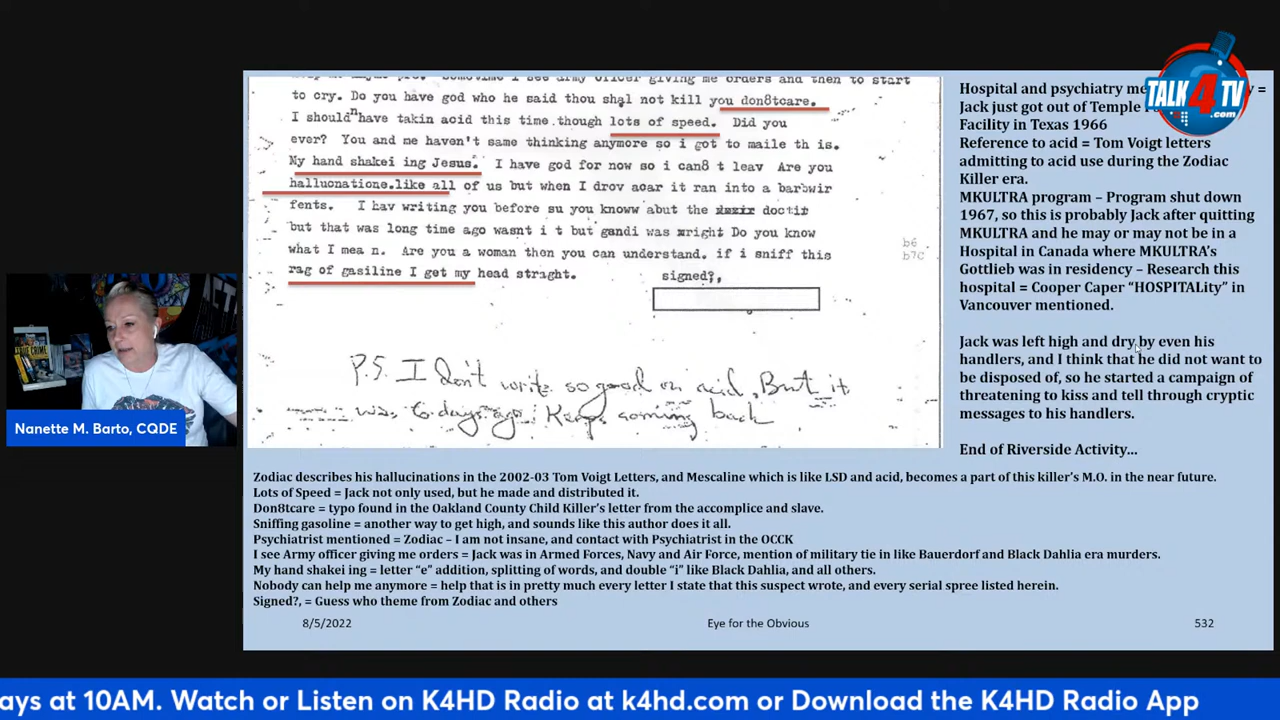 to cry. Do you have god who he said thou shal not kill you don8tcare.
I should"have takin acid this time.though lots of speed. Did you
ever? You and me haven't same thinking anymore so i got to maile th is.
My hand shakei ing Jesus. I have god for now so i can8 t leav Are you
halluonatione.like all of us but when I drov acar it ran into a barbwir
fents. I hav writing you before su you knoww abut the doctit
but that was long time ago wasnt i t but gandi was wright Do you know
what I mea n. Are you a woman then you can understand. if i sniff this
rag of gasiline I get my head stright. signed?,
b6
b7C
P.S. I don't write so good on acid, But it
was 6 days ago. Keeps coming back
Hospital and psychiatry
Jack just got out of Temple
Facility in Texas 1966
Reference to acid = Tom Voigt letters
admitting to acid use during the Zodiac
Killer era.
MKULTRA program – Program shut down
1967, so this is probably Jack after quitting
MKULTRA and he may or may not be in a
Hospital in Canada where MKULTRA's
Gottlieb was in residency – Research this
hospital = Cooper Caper "HOSPITALity" in
Vancouver mentioned.
Jack was left high and dry by even his
handlers, and I think that he did not want to
be disposed of, so he started a campaign of
threatening to kiss and tell through cryptic
messages to his handlers.
End of Riverside Activity...
TALK4TV
.com
Nanette M. Barto, CQDE
TRUE CRIME
Zodiac describes his hallucinations in the 2002-03 Tom Voigt Letters, and Mescaline which is like LSD and acid, becomes a part of this killer's M.O. in the near future.
Lots of Speed = Jack not only used, but he made and distributed it.
Don8tcare = typo found in the Oakland County Child Killer's letter from the accomplice and slave.
Sniffing gasoline = another way to get high, and sounds like this author does it all.
Psychiatrist mentioned = Zodiac – I am not insane, and contact with Psychiatrist in the OCCK
I see Army officer giving me orders = Jack was in Armed Forces, Navy and Air Force, mention of military tie in like Bauerdorf and Black Dahlia era murders.
My hand shakei ing = letter "e" addition, splitting of words, and double "i" like Black Dahlia, and all others.
Nobody can help me anymore = help that is in pretty much every letter I state that this suspect wrote, and every serial spree listed herein.
Signed?, = Guess who theme from Zodiac and others
8/5/2022 Eye for the Obvious 532
ays at 10AM. Watch or Listen on K4HD Radio at k4hd.com or Download the K4HD Radio App